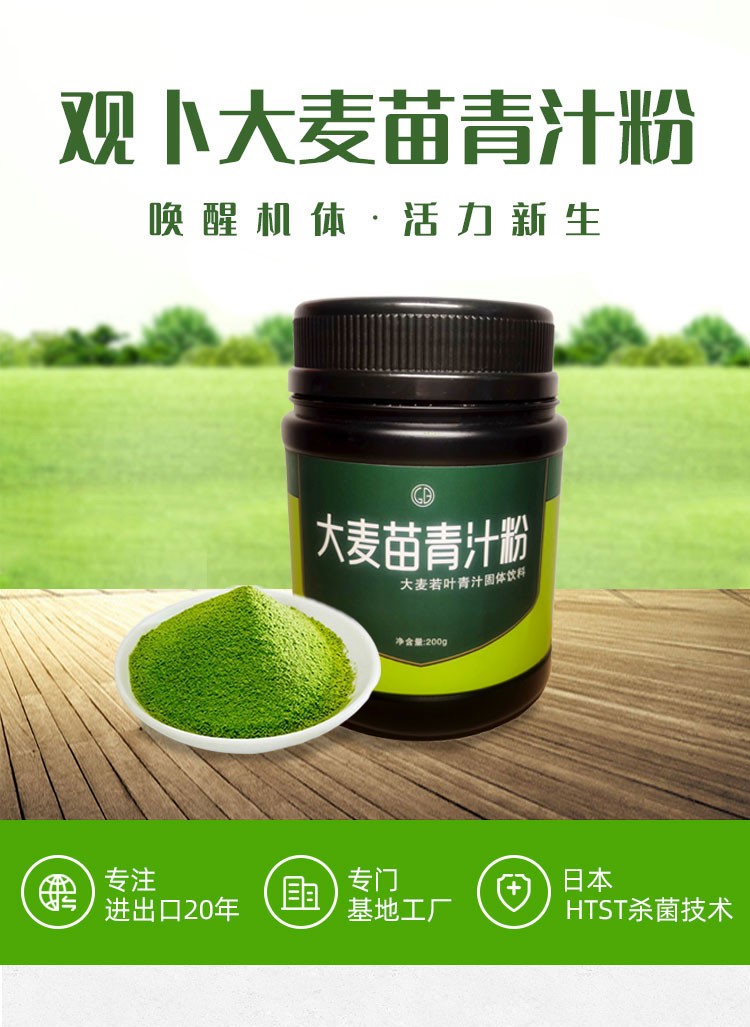 观卜大麦苗青汁粉
唤醒机体·活力新生
GB
大麦苗青汁粉
大麦若叶青汁固体饮料
净含量:200g
专注
进出口20年
专门
基地工厂
日本
HTST杀菌技术